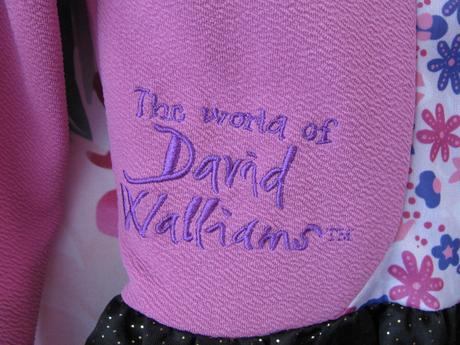 The world of
David
Walliams™